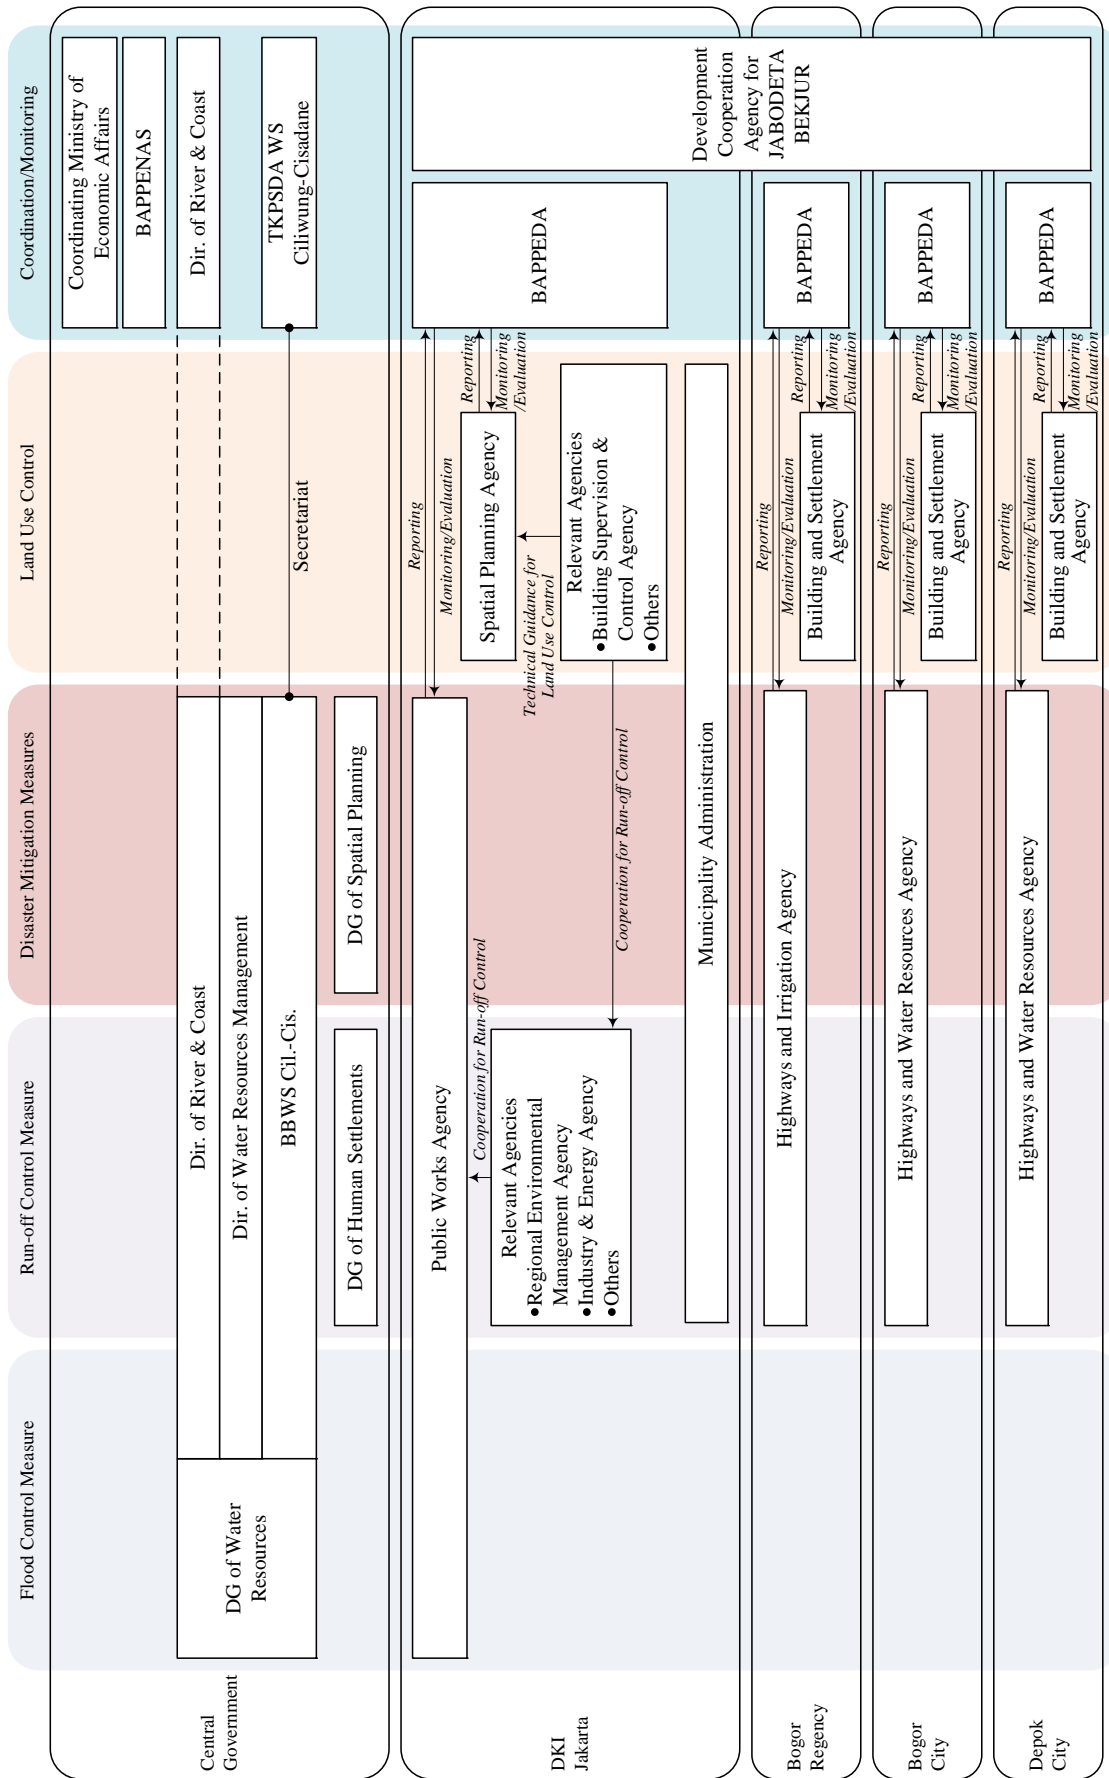 Flood Control Measure
Run-off Control Measure
Disaster Mitigation Measures
Land Use Control
Coordination/Monitoring
Central
Government
DG of Water
Resources
Dir. of River & Coast
Dir. of Water Resources Management
BBWS Cil.-Cis.
DG of Human Settlements
DG of Spatial Planning
Secretariat
Coordinating Ministry of
Economic Affairs
BAPPENAS
Dir. of River & Coast
TKPSDA WS
Ciliwung-Cisadane
DKI
Jakarta
Public Works Agency
Cooperation for Run-off Control
Relevant Agencies
●Regional Environmental
Management Agency
●Industry & Energy Agency
●Others
Cooperation for Run-off Control
Municipality Administration
Reporting
Monitoring/Evaluation
Spatial Planning Agency
Reporting
Monitoring
/Evaluation
Technical Guidance for
Land Use Control
Relevant Agencies
●Building Supervision &
Control Agency
●Others
BAPPEDA
Development
Cooperation
Agency for
JABODETA
BEKJUR
Bogor
Regency
Highways and Irrigation Agency
Reporting
Monitoring/Evaluation
Building and Settlement
Agency
Reporting
Monitoring
/Evaluation
BAPPEDA
Bogor
City
Highways and Water Resources Agency
Reporting
Monitoring/Evaluation
Building and Settlement
Agency
Reporting
Monitoring
/Evaluation
BAPPEDA
Depok
City
Highways and Water Resources Agency
Reporting
Monitoring/Evaluation
Building and Settlement
Agency
Reporting
Monitoring
/Evaluation
BAPPEDA